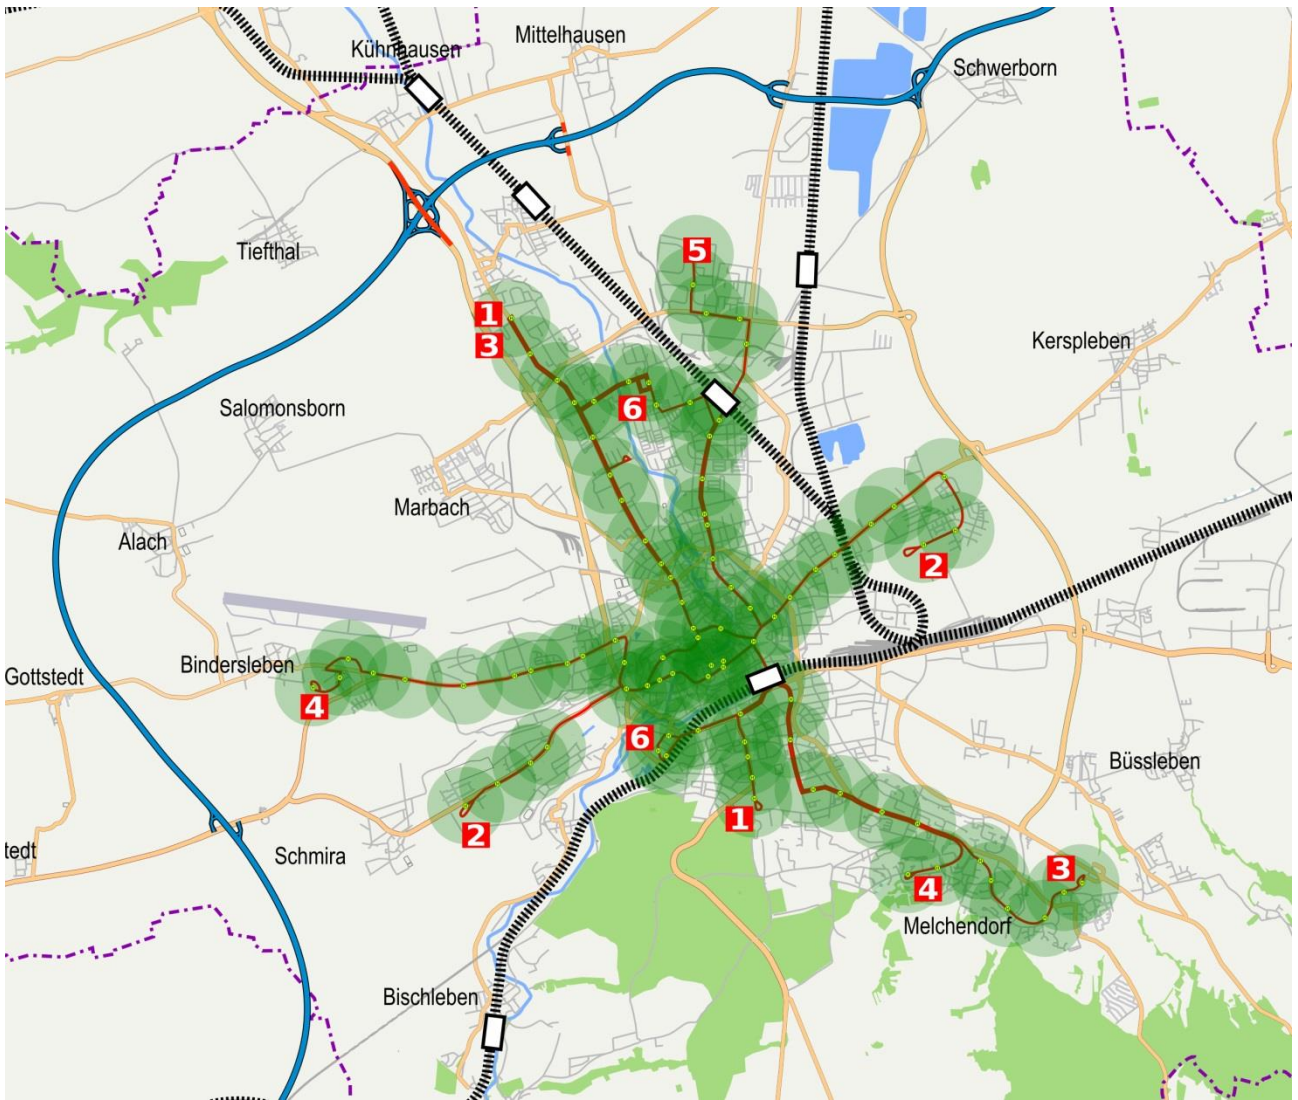 Mittelhausen
Kühnhausen
Schwerborn
Tiefthal
5
1
3
Kerspleben
Salomonsborn
6
Marbach
Alach
2
Bindersleben
Gottstedt
4
6
Büssleben
1
2
tedt
Schmira
3
4
Melchendorf
Bischleben